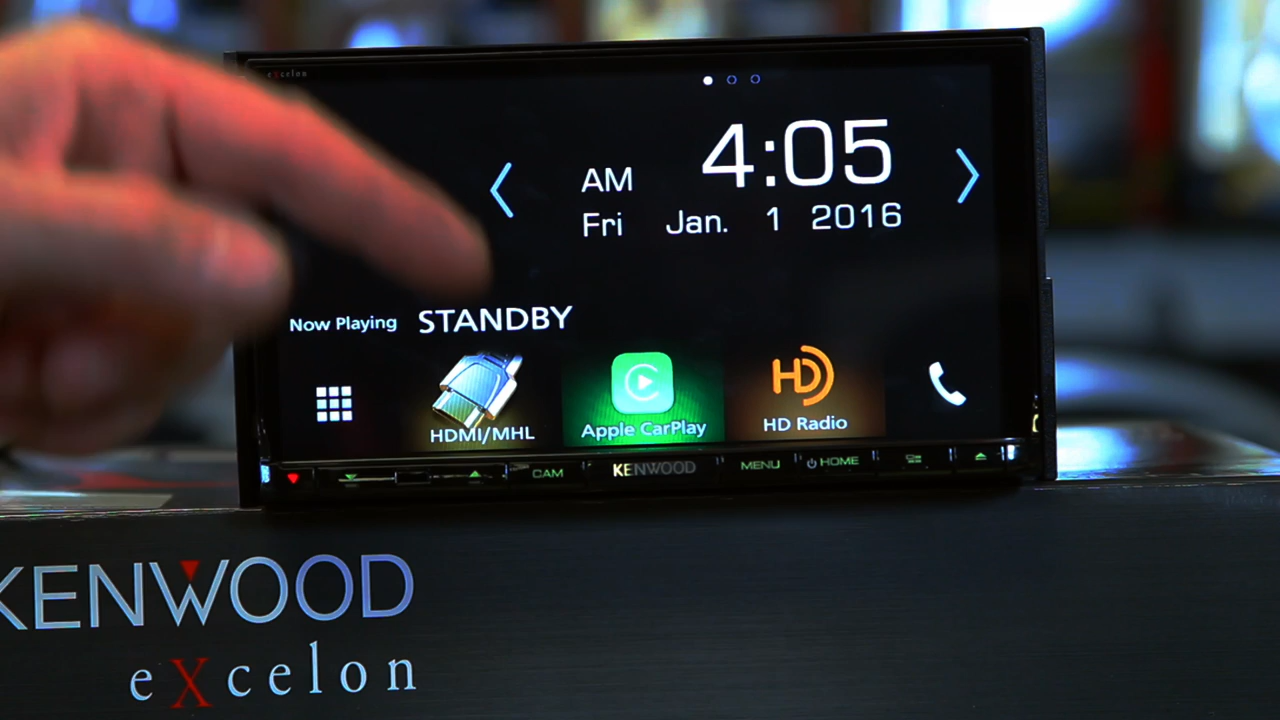 eXcelon
4:05
AM
Fri Jan. 1 2016
Now Playing STANDBY
HDMI/MHL
Apple CarPlay
HD
HD Radio
CAM
KENWOOD
MENU
HOME
KENWOOD
eXcelon